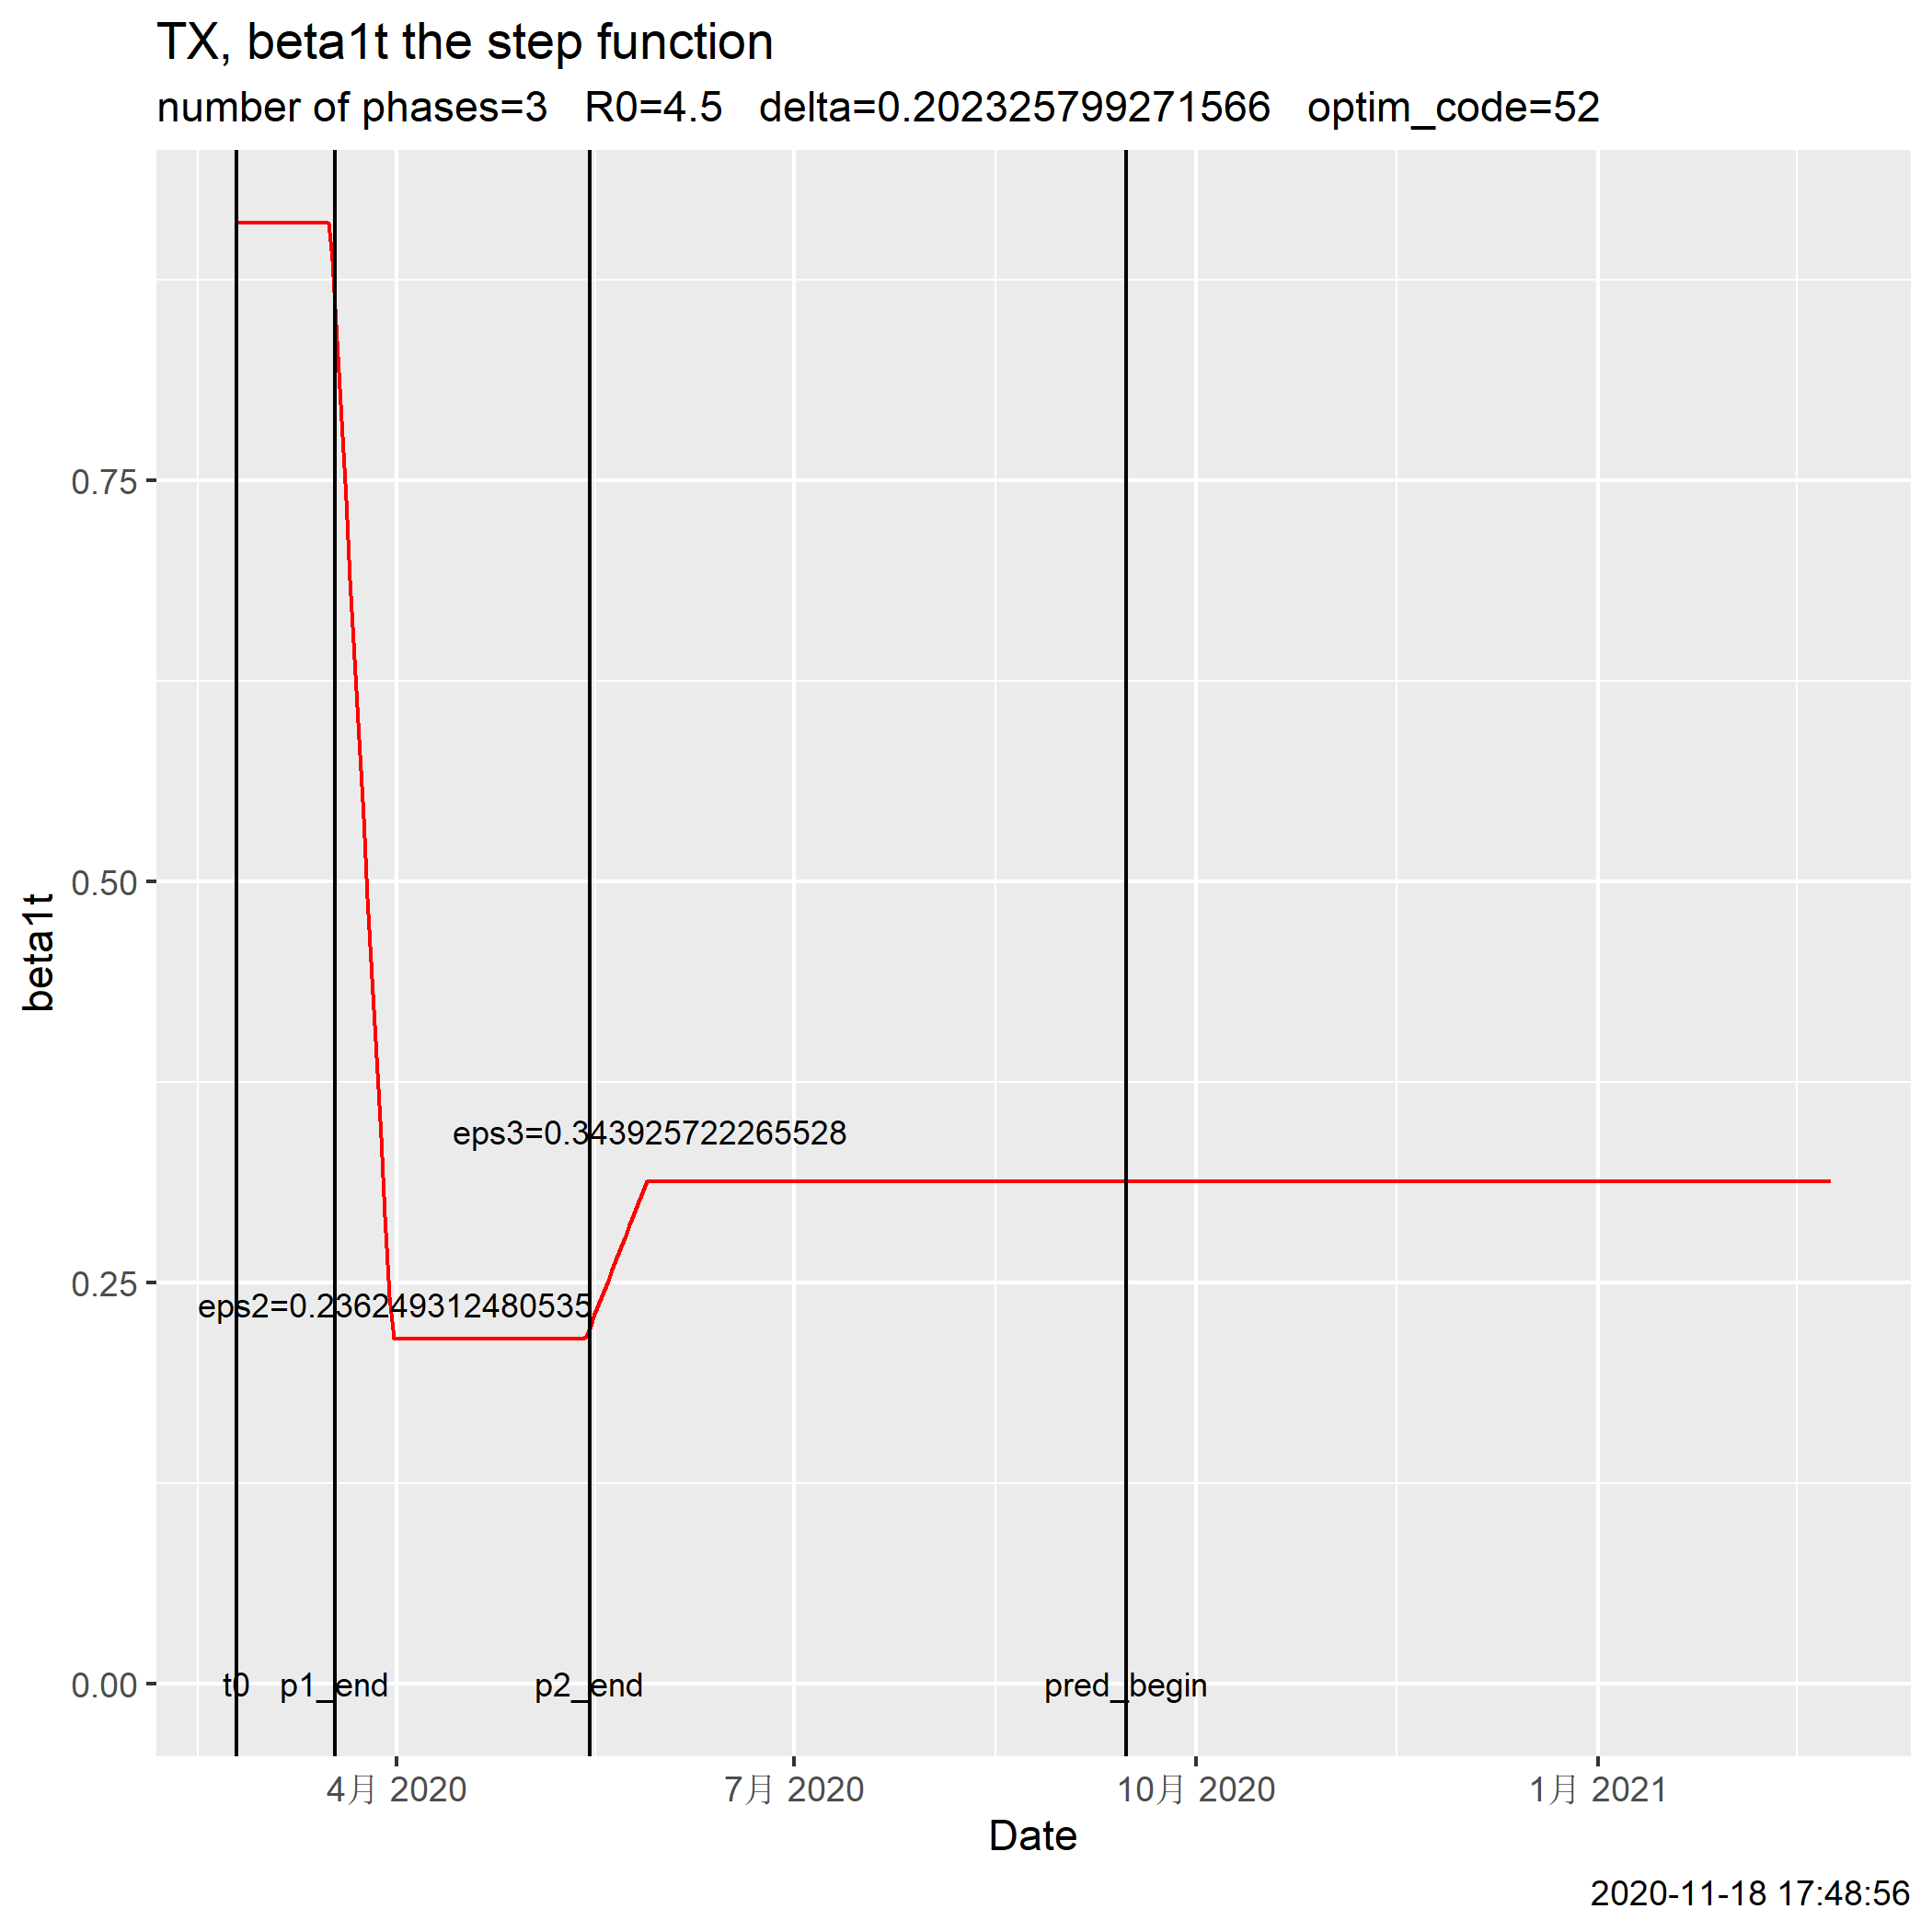 TX, beta1t the step function
number of phases=3   R0=4.5   delta=0.202325799271566   optim_code=52
beta1t
0.75
0.50
0.25
0.00
eps3=0.343925722265528
eps2=0.236249312480535
t0
p1_end
p2_end
pred_begin
4月 2020
7月 2020
10月 2020
1月 2021
Date
2020-11-18 17:48:56